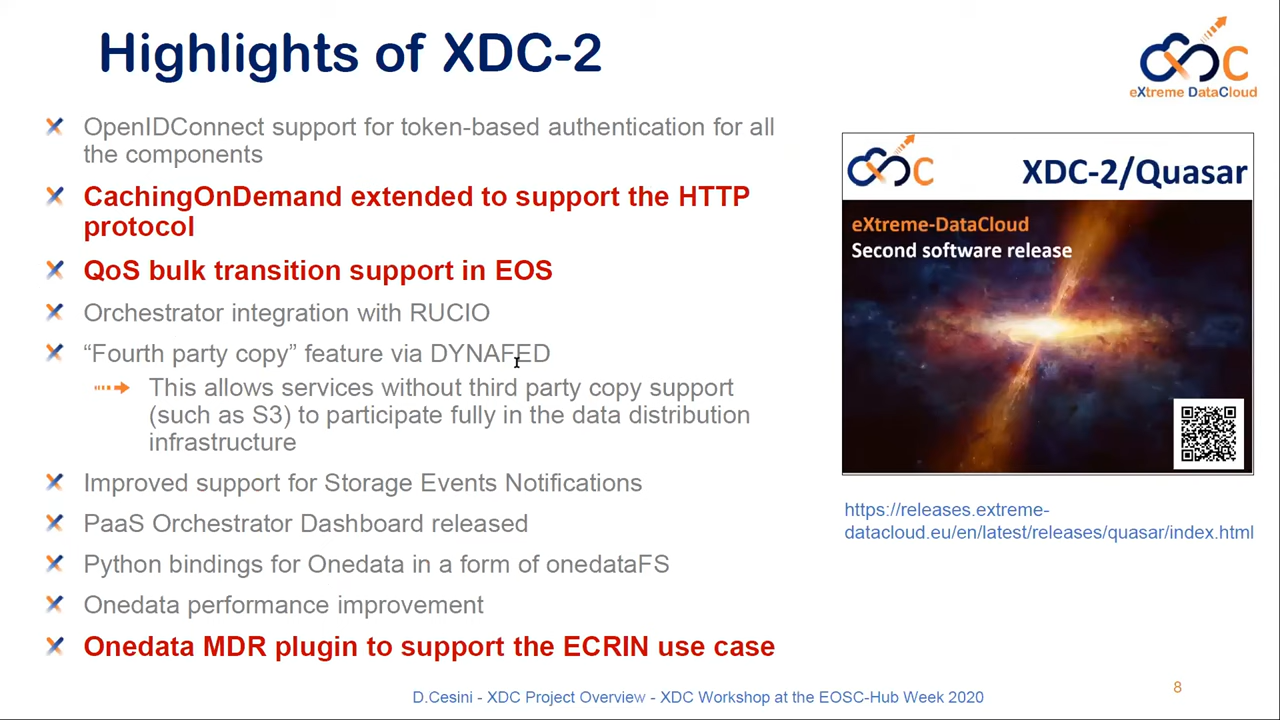 Highlights of XDC-2
XDC
eXtreme DataCloud
OpenIDConnect support for token-based authentication for all
the components
CachingOnDemand extended to support the HTTP
protocol
QoS bulk transition support in EOS
Orchestrator integration with RUCIO
“Fourth party copy” feature via DYNAFED
This allows services without third party copy support
(such as S3) to participate fully in the data distribution
infrastructure
Improved support for Storage Events Notifications
PaaS Orchestrator Dashboard released
Python bindings for Onedata in a form of onedataFS
Onedata performance improvement
Onedata MDR plugin to support the ECRIN use case
XDC
XDC-2/Quasar
eXtreme-DataCloud
Second software release
https://releases.extreme-
datacloud.eu/en/latest/releases/quasar/index.html
D.Cesini - XDC Project Overview - XDC Workshop at the EOSC-Hub Week 2020
8